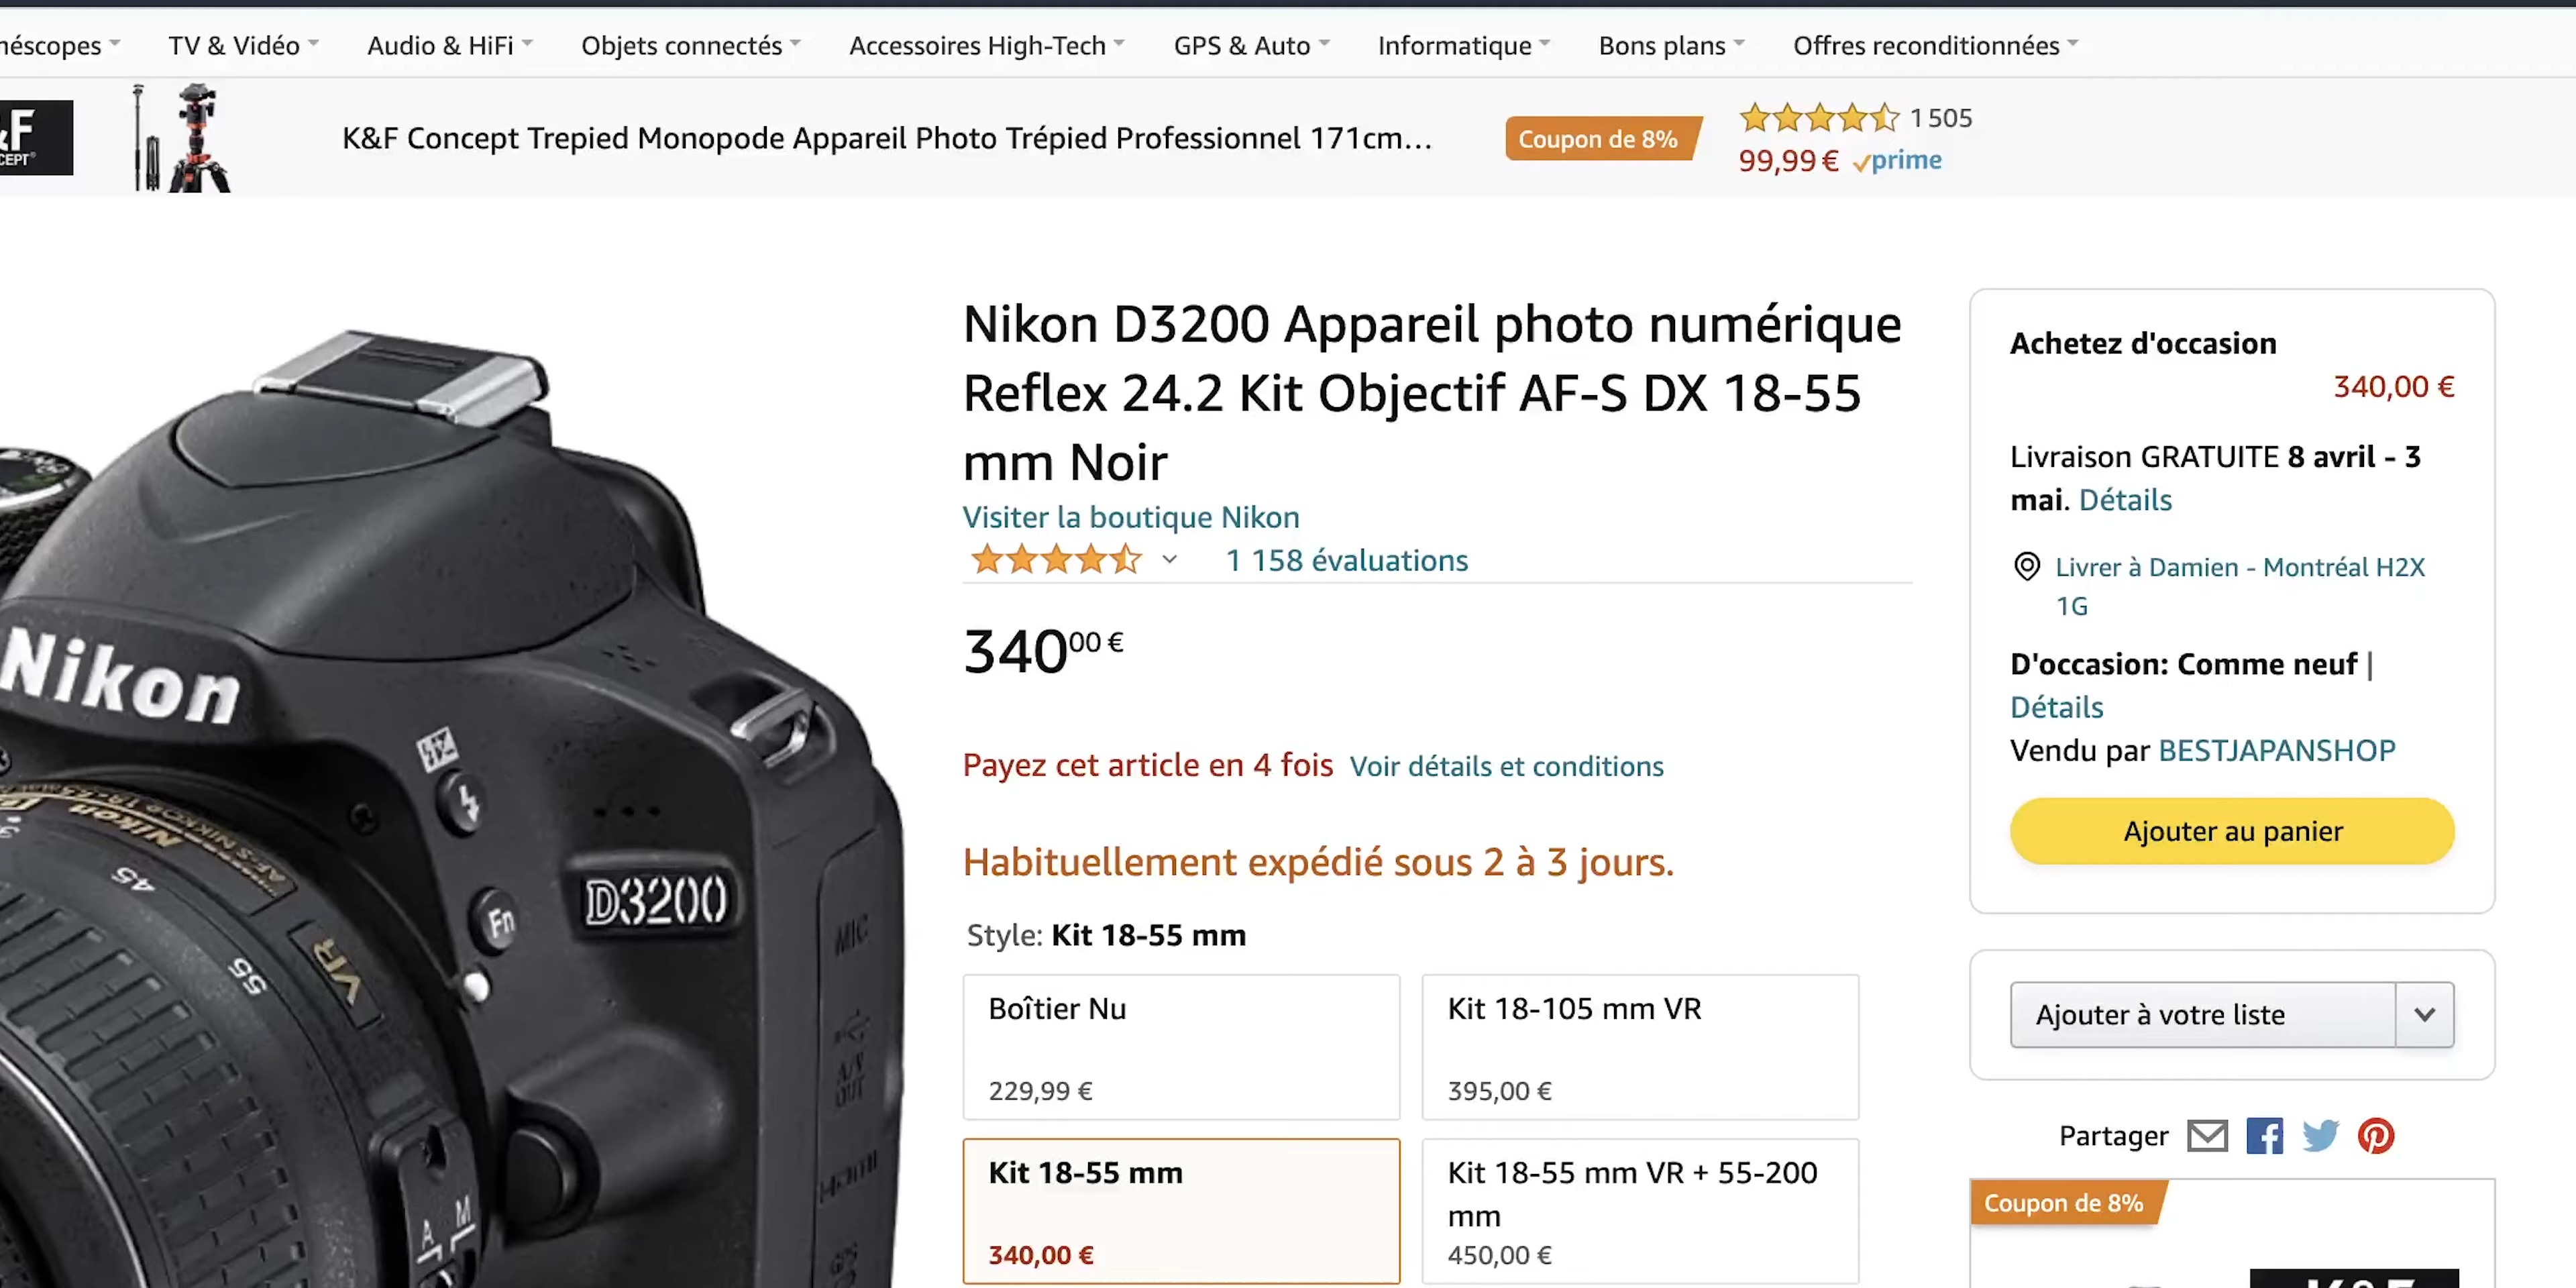 TV & Vidéo
Audio & HiFi
Objets connectés
Accessoires High-Tech
GPS & Auto
Informatique
Bons plans
Offres reconditionnées
K&F Concept Trepied Monopode Appareil Photo Trépied Professionnel 171cm...
Coupon de 8%
1 505
99,99 € prime
Nikon D3200 Appareil photo numérique
Reflex 24.2 Kit Objectif AF-S DX 18-55
mm Noir
Visiter la boutique Nikon
1 158 évaluations
340 00 €
Payez cet article en 4 fois Voir détails et conditions
Habituellement expédié sous 2 à 3 jours.
Style: Kit 18-55 mm
Boîtier Nu
229,99 €
Kit 18-105 mm VR
395,00 €
Kit 18-55 mm
340,00 €
Kit 18-55 mm VR + 55-200
mm
450,00 €
Achetez d'occasion
340,00 €
Livraison GRATUITE 8 avril - 3
mai. Détails
Livrer à Damien - Montréal H2X
1G
D'occasion: Comme neuf |
Détails
Vendu par BESTJAPANSHOP
Ajouter au panier
Ajouter à votre liste
Partager
Coupon de 8%
Nikon
D3200
Fn
VR
45
55
MIC
A/V
OUT
HDMI
A M